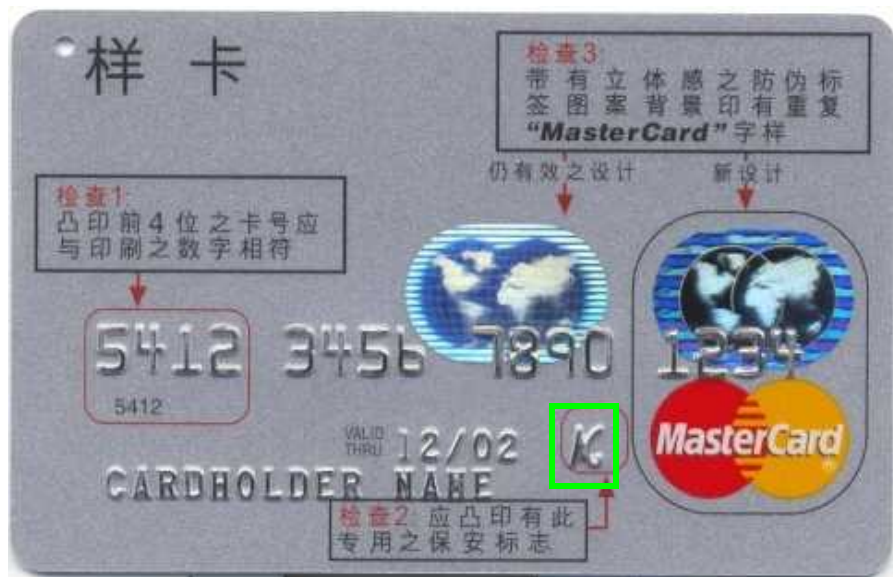 样卡
检查3:
带有立体感之防伪标
签图案背景印有重复
“MasterCard”字样
仍有效之设计 新设计
检查1:
凸印前4位之卡号应
与印刷之数字相符
5412 3456 7890 1234
5412
VALID
THRU 12/02
MasterCard
CARDHOLDER NAME
检查2: 应凸印有此
专用之保安标志